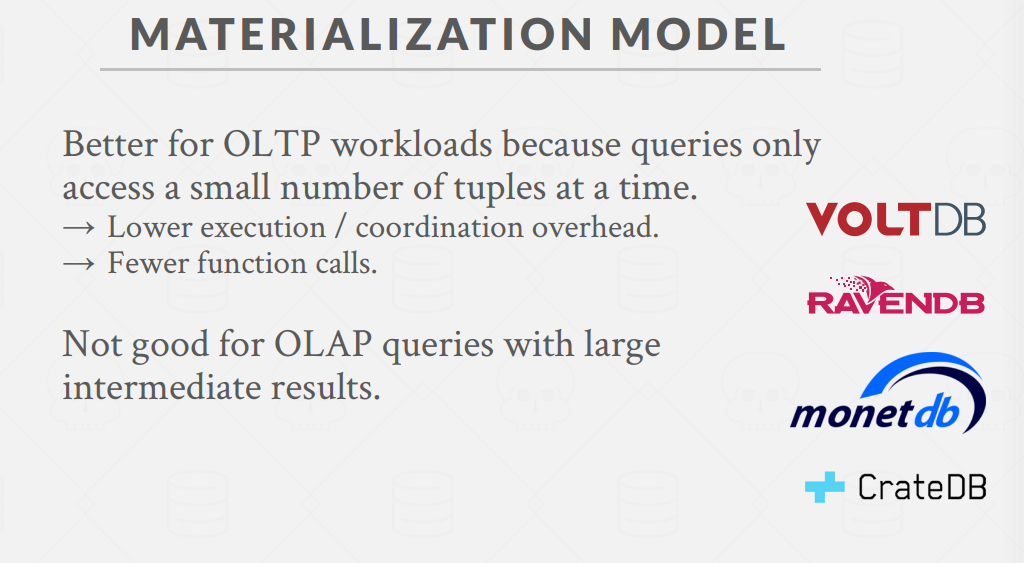 MATERIALIZATION MODEL
Better for OLTP workloads because queries only
access a small number of tuples at a time.
→ Lower execution / coordination overhead.
→ Fewer function calls.
Not good for OLAP queries with large
intermediate results.
VOLTDB
RAVENDB
monetdb
CrateDB